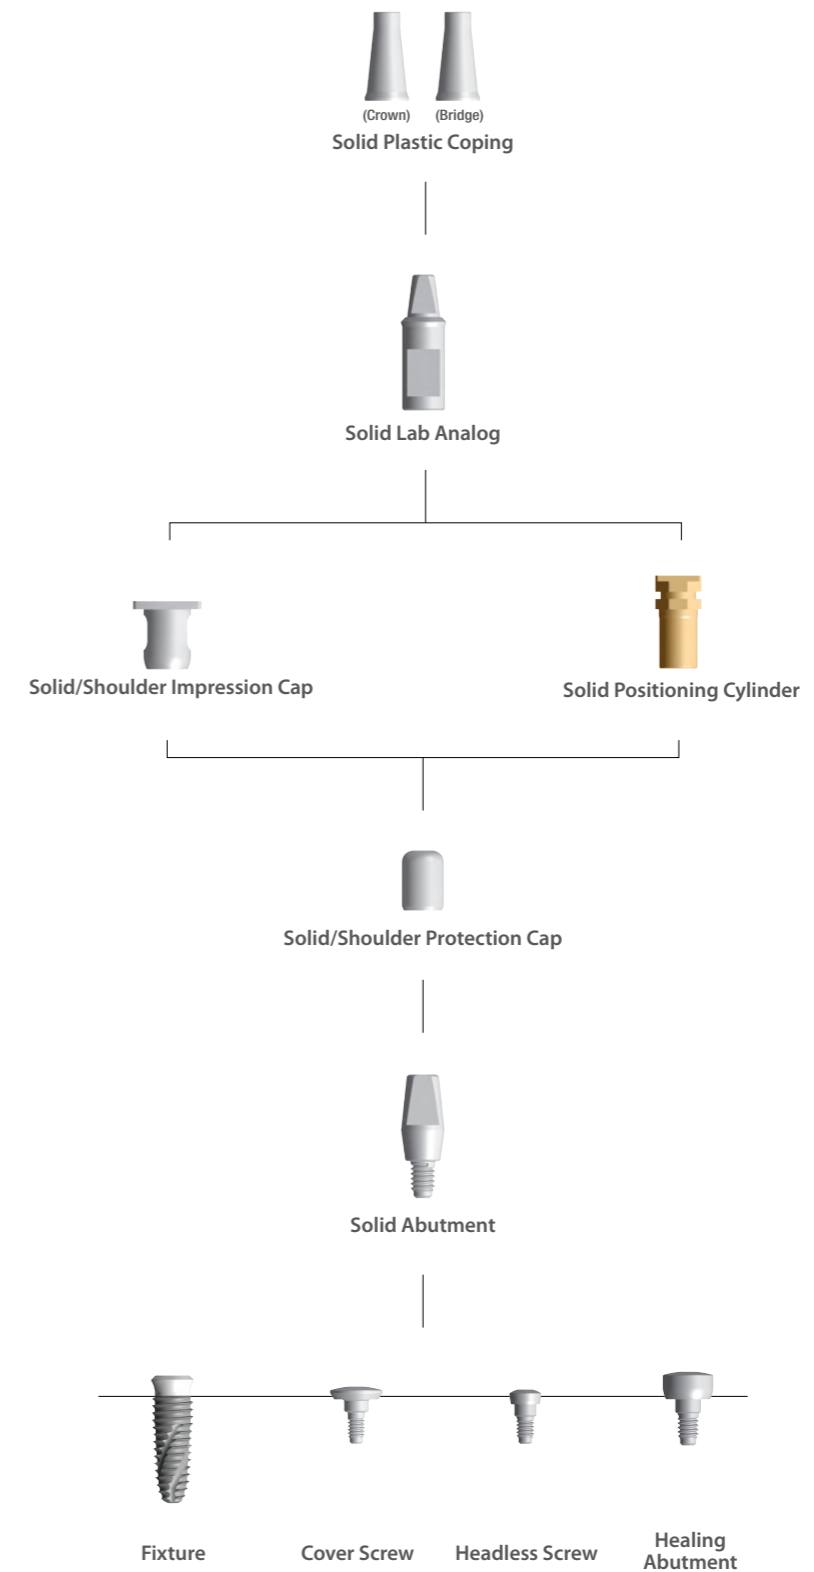 (Crown) (Bridge)
Solid Plastic Coping
Solid Lab Analog
Solid/Shoulder Impression Cap
Solid Positioning Cylinder
Solid/Shoulder Protection Cap
Solid Abutment
Fixture
Cover Screw
Headless Screw
Healing
Abutment